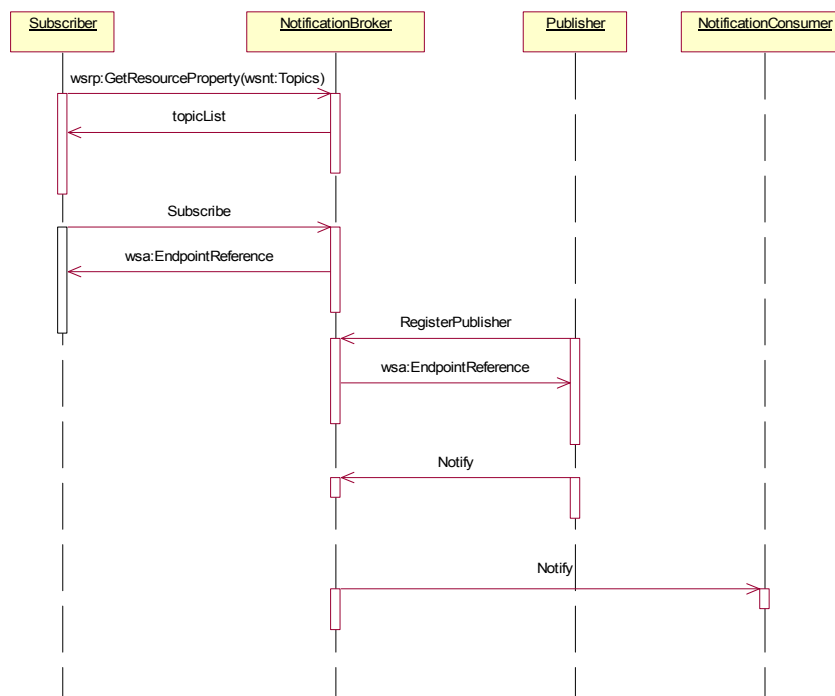 Subscriber
NotificationBroker
Publisher
NotificationConsumer
wsrp:GetResourceProperty(wsnt:Topics)
topicList
Subscribe
wsa:EndpointReference
RegisterPublisher
wsa:EndpointReference
Notify
Notify